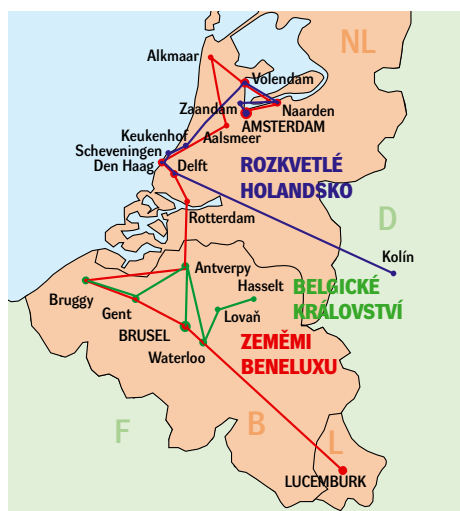 NL
Alkmaar
Volendam
Zaandam
Naarden
AMSTERDAM
Keukenhof
Aalsmeer
Scheveningen
Den Haag
Delft
ROZKVETLÉ
HOLANDSKO
Rotterdam
D
Kolín
Antverpy
Hasselt
BELGICKÉ
KRÁLOVSTVÍ
Bruggy
Gent
Lovaň
BRUSEL
ZEMĚMI
BENELUXU
Waterloo
F
B
L
LUCEMBURK